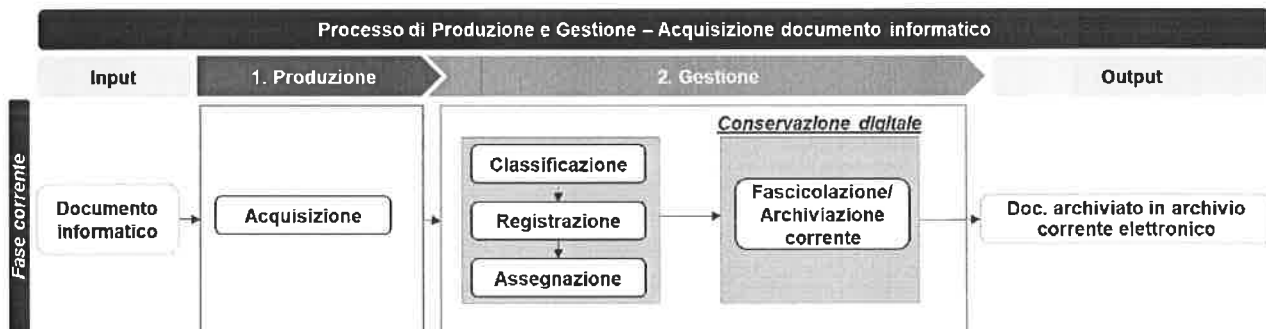 Processo di Produzione e Gestione – Acquisizione documento informatico
Input
1. Produzione
2. Gestione
Output
Fase corrente
Documento
informatico
Acquisizione
Classificazione
Registrazione
Assegnazione
Conservazione digitale
Fascicolazione/
Archiviazione
corrente
Doc. archiviato in archivio
corrente elettronico